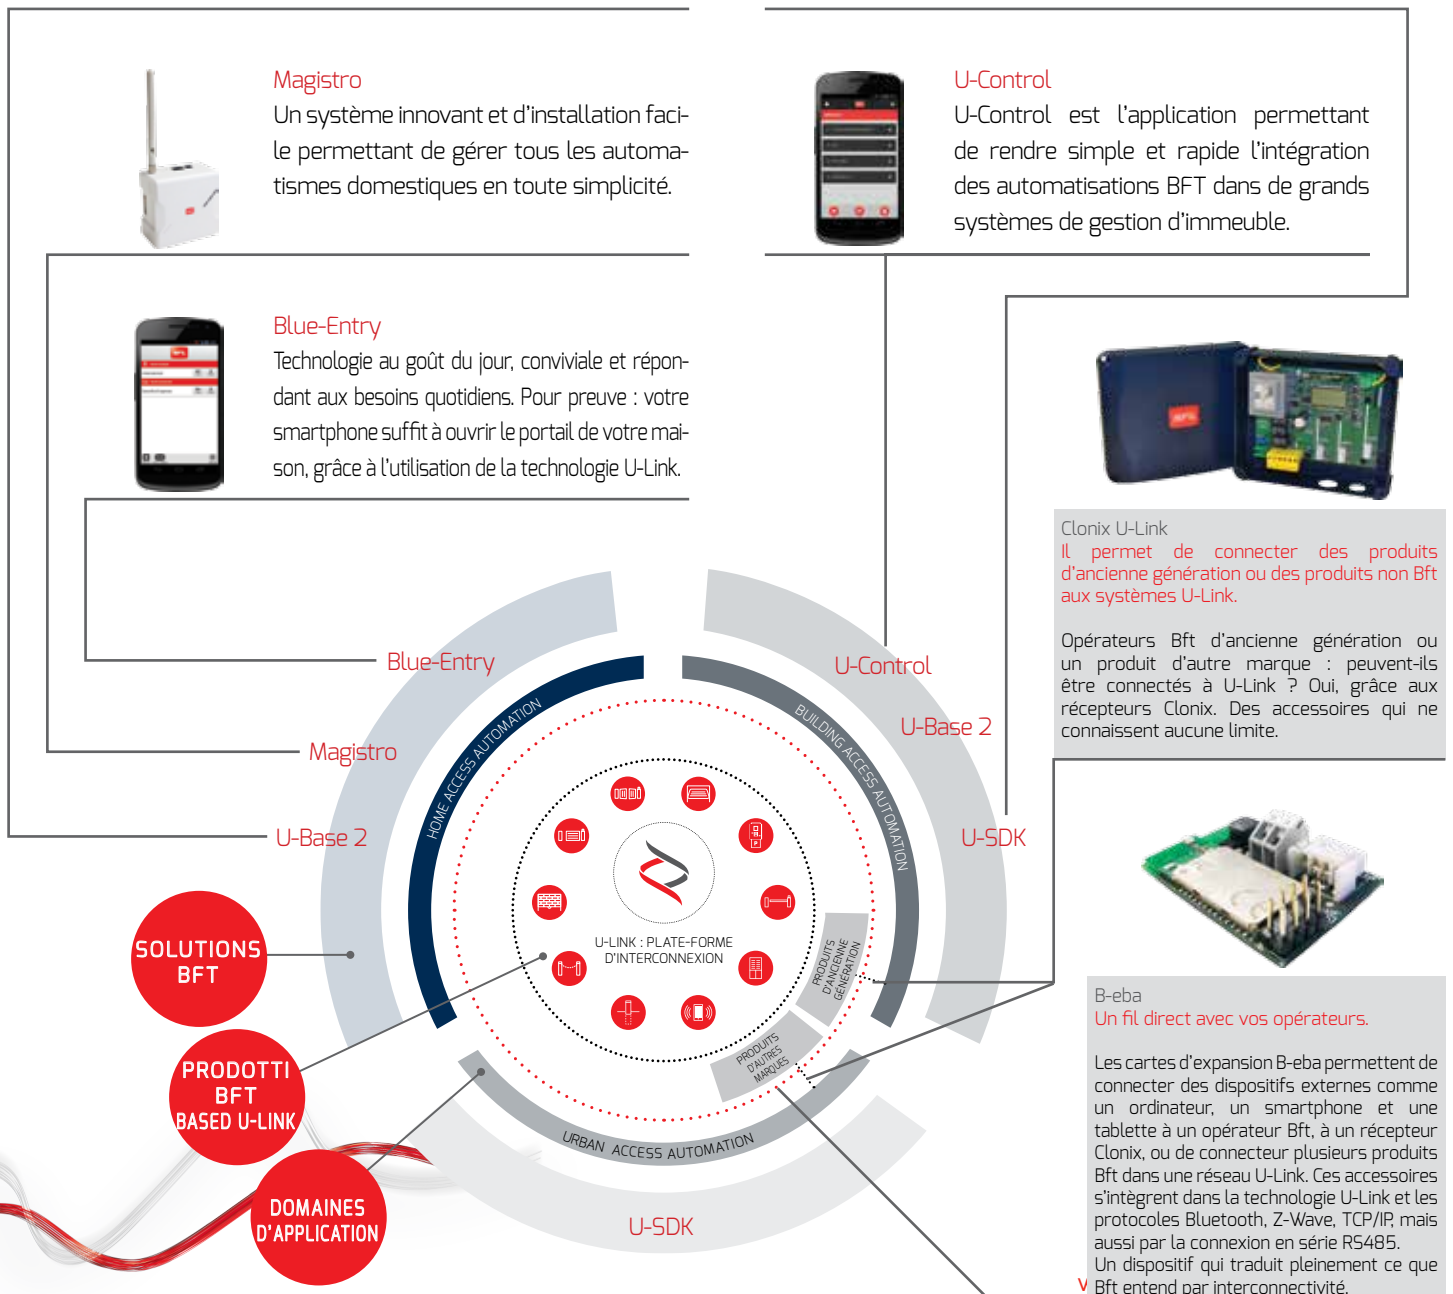 Magistro
Un système innovant et d'installation faci-
le permettant de gérer tous les automa-
tismes domestiques en toute simplicité.
U-Control
U-Control est l'application permettant
de rendre simple et rapide l'intégration
des automatisations BFT dans de grands
systèmes de gestion d'immeuble.
Blue-Entry
Technologie au goût du jour, conviviale et répon-
dant aux besoins quotidiens. Pour preuve : votre
smartphone suffit à ouvrir le portail de votre mai-
son, grâce à l'utilisation de la technologie U-Link.
Clonix U-Link
Il permet de connecter des produits
d'ancienne génération ou des produits non Bft
aux systèmes U-Link.
Opérateurs Bft d'ancienne génération ou
un produit d'autre marque : peuvent-ils
être connectés à U-Link ? Oui, grâce aux
récepteurs Clonix. Des accessoires qui ne
connaissent aucune limite.
B-eba
Un fil direct avec vos opérateurs.
Les cartes d'expansion B-eba permettent de
connecter des dispositifs externes comme
un ordinateur, un smartphone et une
tablette à un opérateur Bft, à un récepteur
Clonix, ou de connecteur plusieurs produits
Bft dans une réseau U-Link. Ces accessoires
s'intègrent dans la technologie U-Link et les
protocoles Bluetooth, Z-Wave, TCP/IP, mais
aussi par la connexion en série RS485.
Un dispositif qui traduit pleinement ce que
Bft entend par interconnectivité.
V
Blue-Entry
Magistro
U-Base 2
U-Control
U-Base 2
U-SDK
U-SDK
HOME ACCESS AUTOMATION
BUILDING ACCESS AUTOMATION
URBAN ACCESS AUTOMATION
U-LINK : PLATE-FORME
D'INTERCONNEXION
PRODUITS
D'ANCIENNE
GÉNÉRATION
PRODUITS
D'AUTRES
MARQUES
SOLUTIONS
BFT
PRODOTTI
BFT
BASED U-LINK
DOMAINES
D'APPLICATION